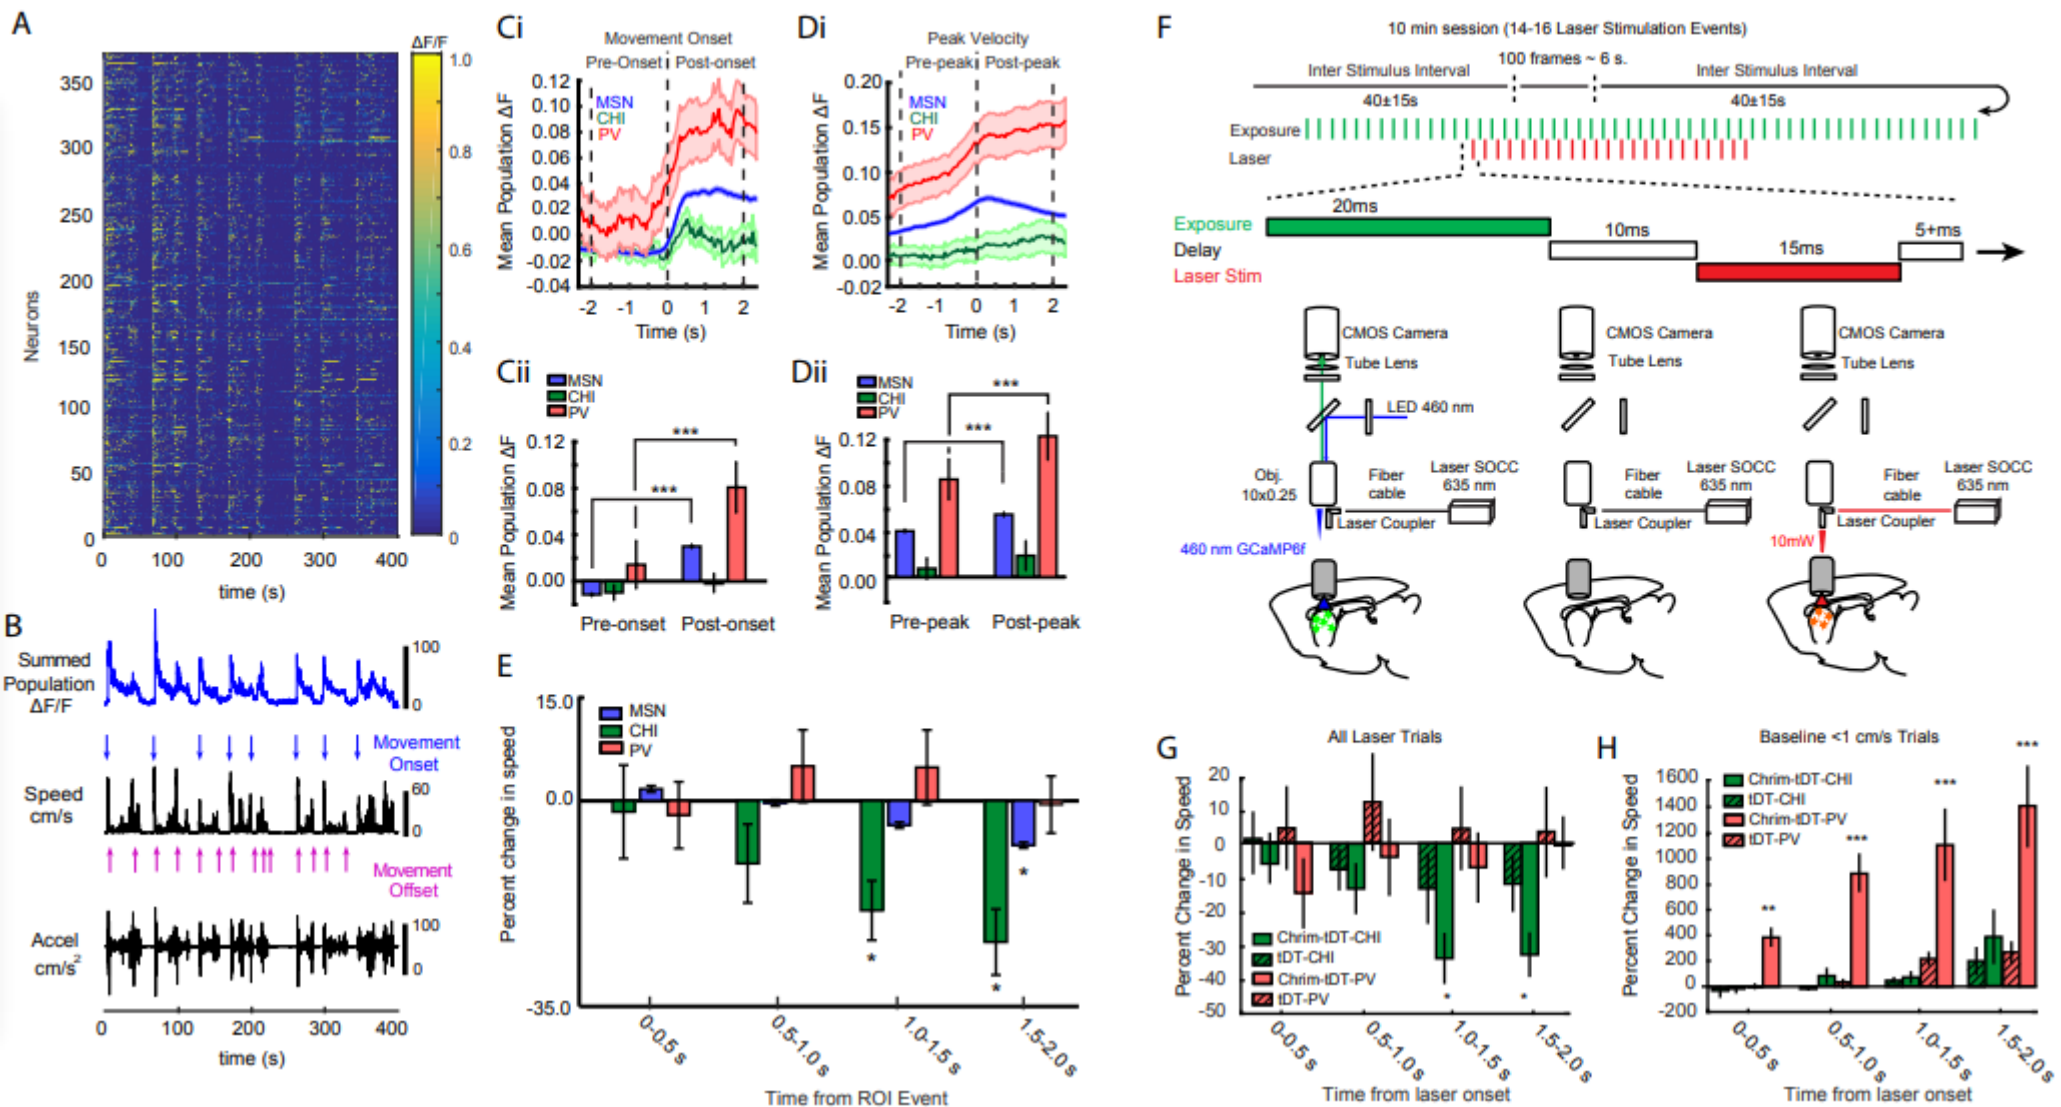 A
ΔF/F
350
300
250
200
150
100
50
0
Neurons
1.0
0.8
0.6
0.4
0.2
0
0 100 200 300 400
time (s)
B
Summed
Population
ΔF/F
100
0
Movement
Onset
Speed
cm/s
60
0
Movement
Offset
Accel
cm/s²
100
0
0 100 200 300 400
time (s)
Ci
Movement Onset
Pre-Onset Post-onset
0.12
0.10
0.08
0.06
0.04
0.02
0.00
-0.02
-0.04
Mean Population ΔF
MSN
CHI
PV
-2 -1 0 1 2
Time (s)
Di
Peak Velocity
Pre-peak Post-peak
0.20
0.15
0.10
0.05
0.00
-0.02
Mean Population ΔF
MSN
CHI
PV
-2 -1 0 1 2
Time (s)
Cii
MSN
CHI
PV
***
***
0.12
0.08
0.04
0.00
Mean Population ΔF
Pre-onset Post-onset
Dii
MSN
CHI
PV
***
***
0.12
0.08
0.04
0.00
Mean Population ΔF
Pre-peak Post-peak
E
15.0
0.0
-35.0
Percent change in speed
MSN
CHI
PV
*
*
*
0-0.5 s
0.5-1.0 s
1.0-1.5 s
1.5-2.0 s
Time from ROI Event
F
10 min session (14-16 Laser Stimulation Events)
100 frames ~ 6 s.
Inter Stimulus Interval
Inter Stimulus Interval
40±15s
40±15s
Exposure
Laser
20ms
Exposure
10ms
5+ms
Delay
15ms
Laser Stim
CMOS Camera
Tube Lens
LED 460 nm
Obj.
10x0.25
Fiber
cable
Laser SOCC
635 nm
Laser Coupler
460 nm GCaMP6f
CMOS Camera
Tube Lens
Fiber
cable
Laser SOCC
635 nm
Laser Coupler
CMOS Camera
Tube Lens
Fiber
cable
Laser SOCC
635 nm
Laser Coupler
10mW
G
All Laser Trials
20
10
0
-10
-20
-30
-40
-50
Percent Change in Speed
Chrim-tDT-CHI
tDT-CHI
Chrim-tDT-PV
tDT-PV
*
*
0-0.5 s
0.5-1.0 s
1.0-1.5 s
1.5-2.0 s
Time from laser onset
H
Baseline <1 cm/s Trials
1600
1400
1200
1000
800
600
400
200
0
-200
Percent Change in Speed
Chrim-tDT-CHI
tDT-CHI
Chrim-tDT-PV
tDT-PV
**
***
***
***
0-0.5 s
0.5-1.0 s
1.0-1.5 s
1.5-2.0 s
Time from laser onset